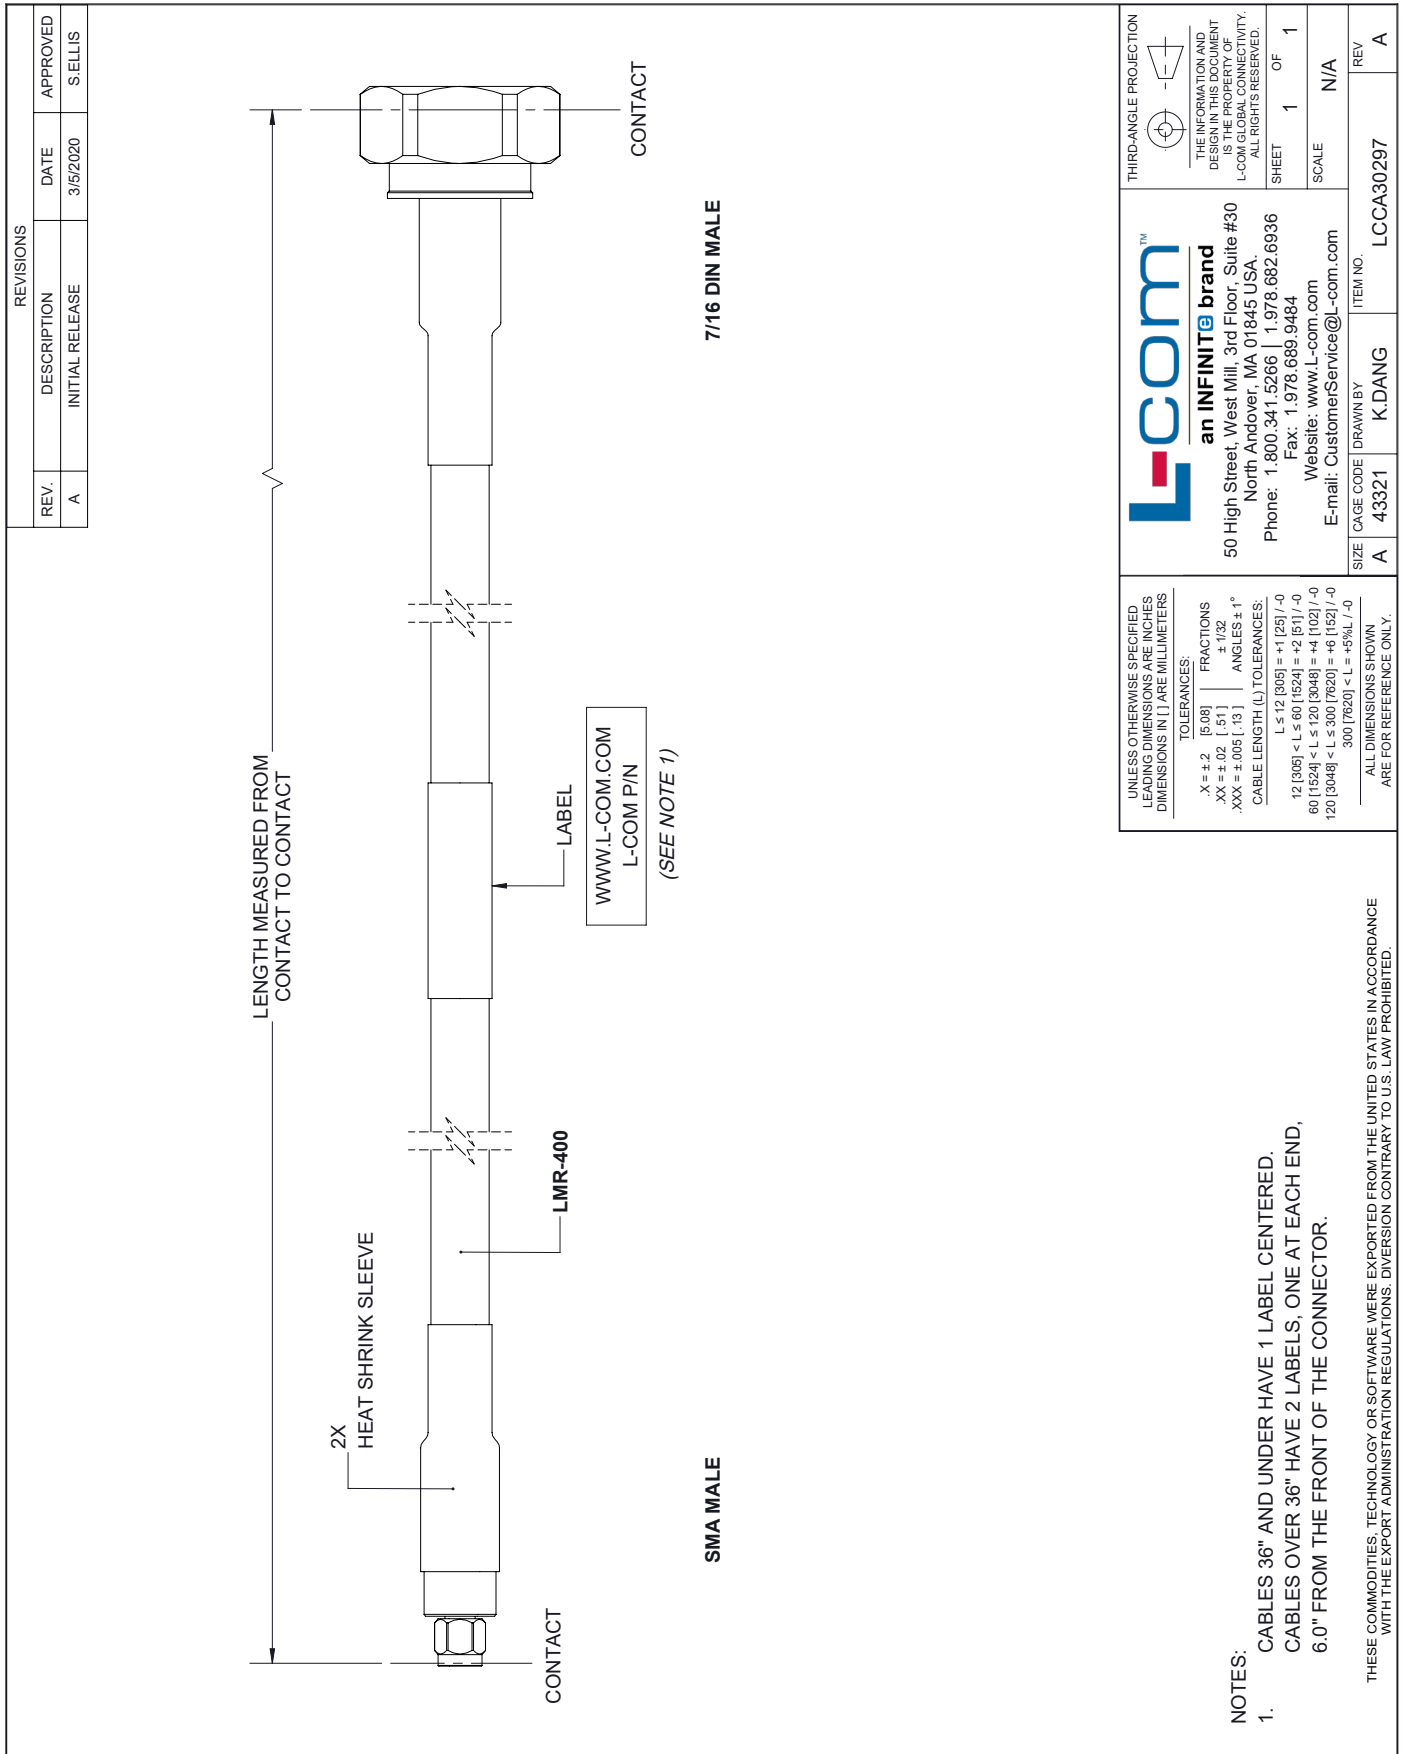 REVISIONS
REV. DESCRIPTION DATE APPROVED
A INITIAL RELEASE 3/5/2020 S.ELLIS
LENGTH MEASURED FROM
CONTACT TO CONTACT
2X
HEAT SHRINK SLEEVE
CONTACT
CONTACT
LMR-400
LABEL
WWW.L-COM.COM
L-COM P/N
(SEE NOTE 1)
SMA MALE
7/16 DIN MALE
NOTES:
1. CABLES 36" AND UNDER HAVE 1 LABEL CENTERED.
CABLES OVER 36" HAVE 2 LABELS, ONE AT EACH END,
6.0" FROM THE FRONT OF THE CONNECTOR.
THESE COMMODITIES, TECHNOLOGY OR SOFTWARE WERE EXPORTED FROM THE UNITED STATES IN ACCORDANCE
WITH THE EXPORT ADMINISTRATION REGULATIONS. DIVERSION CONTRARY TO U.S. LAW PROHIBITED.
UNLESS OTHERWISE SPECIFIED
LEADING DIMENSIONS ARE INCHES
DIMENSIONS IN [ ] ARE MILLIMETERS
TOLERANCES:
.X = ±.2 [5.08] FRACTIONS
.XX = ±.02 [.51] ± 1/32
.XXX = ±.005 [.13] ANGLES ± 1°
CABLE LENGTH (L) TOLERANCES:
L ≤ 12 [305] = +1 [25] / -0
12 [305] < L ≤ 60 [1524] = +2 [51] / -0
60 [1524] < L ≤ 120 [3048] = +4 [102] / -0
120 [3048] < L ≤ 300 [7620] = +6 [152] / -0
300 [7620] < L = +5%L / -0
ALL DIMENSIONS SHOWN
ARE FOR REFERENCE ONLY.
L-com™
an INFINITe brand
50 High Street, West Mill, 3rd Floor, Suite #30
North Andover, MA 01845 USA.
Phone: 1.800.341.5266 | 1.978.682.6936
Fax: 1.978.689.9484
Website: www.L-com.com
E-mail: CustomerService@L-com.com
THIRD-ANGLE PROJECTION
THE INFORMATION AND
DESIGN IN THIS DOCUMENT
IS THE PROPERTY OF
L-COM GLOBAL CONNECTIVITY.
ALL RIGHTS RESERVED.
SHEET 1 OF 1
SCALE N/A
SIZE CAGE CODE DRAWN BY ITEM NO. REV
A 43321 K.DANG LCCA30297 A